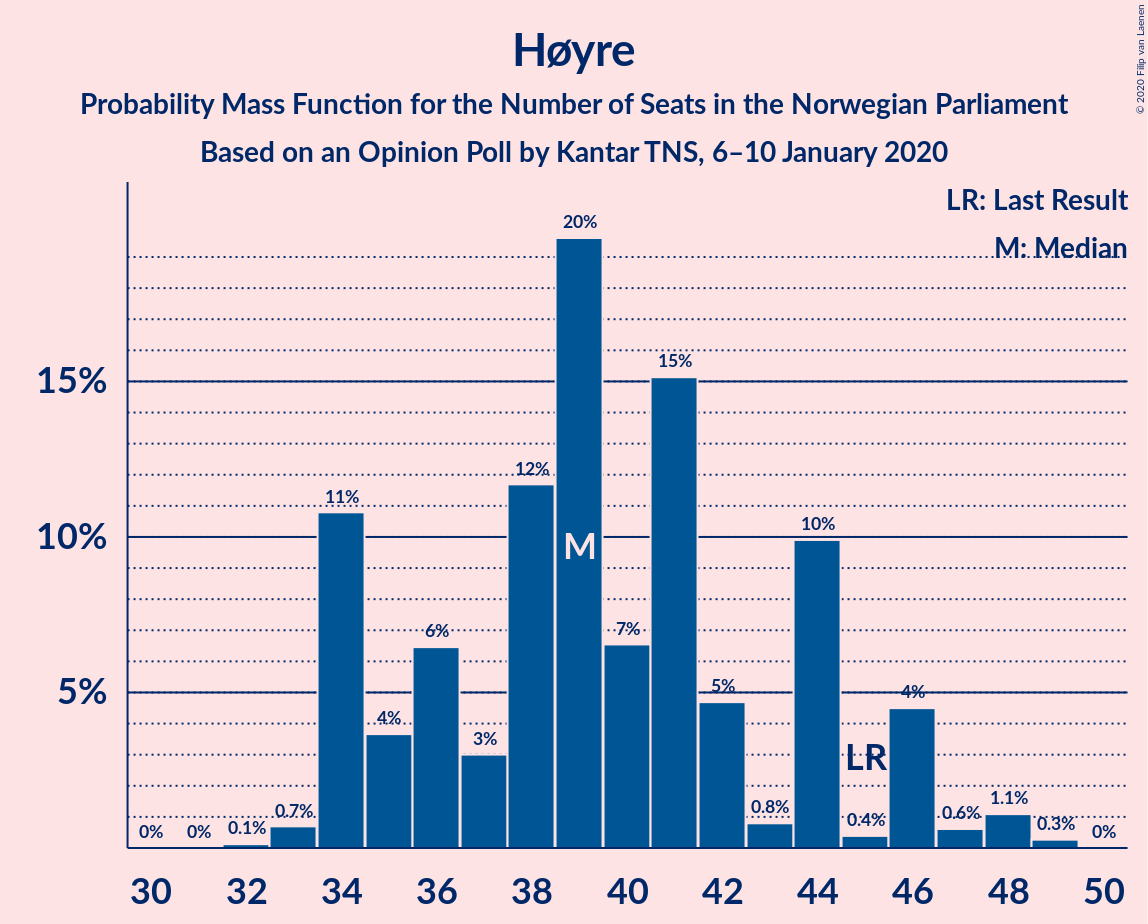 Høyre
Probability Mass Function for the Number of Seats in the Norwegian Parliament
Based on an Opinion Poll by Kantar TNS, 6–10 January 2020
© 2020 Filip van Laenen
LR: Last Result
M: Median
15%
10%
5%
0%
0%
0.1%
0.7%
11%
4%
6%
3%
12%
20%
7%
15%
5%
0.8%
10%
0.4%
4%
0.6%
1.1%
0.3%
0%
M
LR
30 32 34 36 38 40 42 44 46 48 50